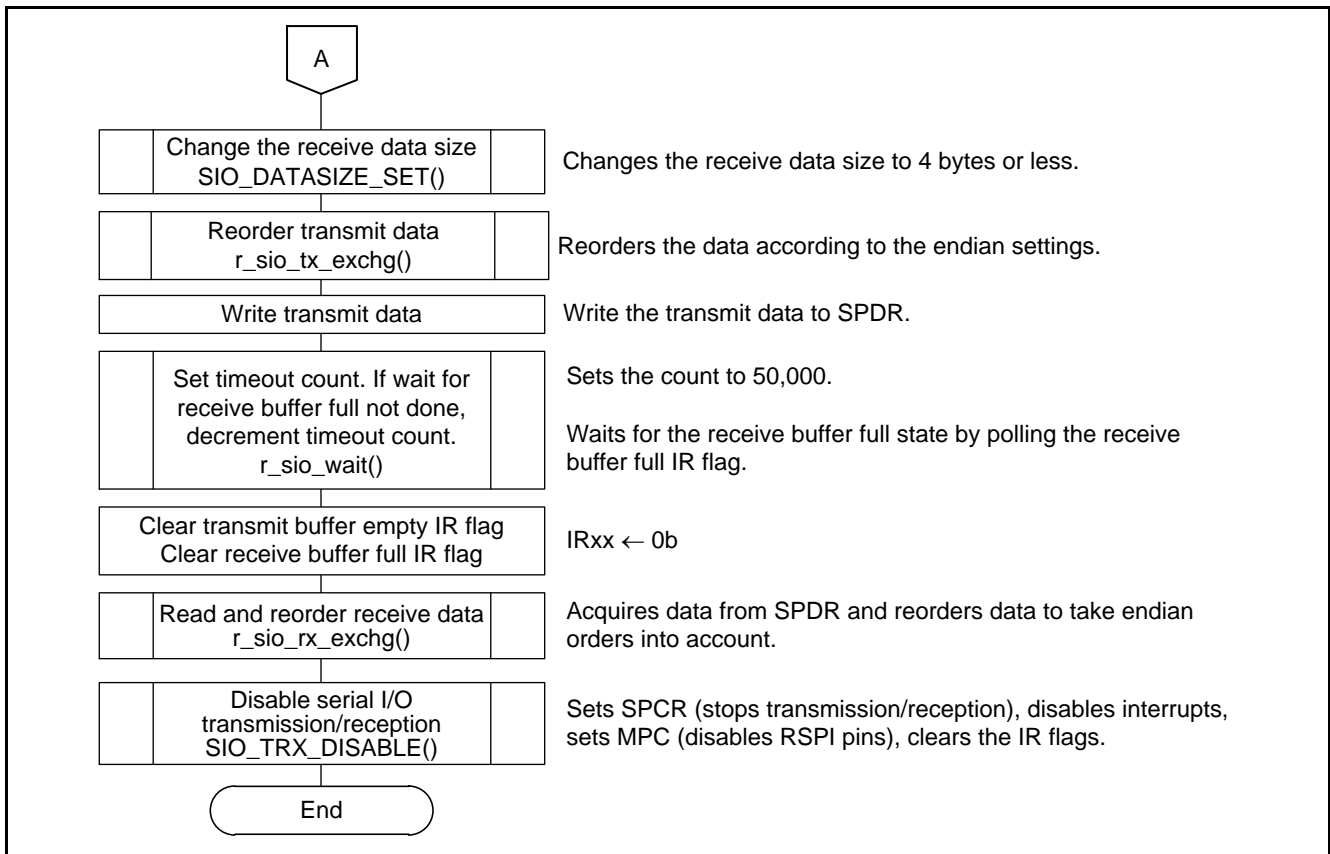 A
Change the receive data size
SIO_DATASIZE_SET()
Changes the receive data size to 4 bytes or less.
Reorder transmit data
r_sio_tx_exchg()
Reorders the data according to the endian settings.
Write transmit data
Write the transmit data to SPDR.
Set timeout count. If wait for
receive buffer full not done,
decrement timeout count.
r_sio_wait()
Sets the count to 50,000.
Waits for the receive buffer full state by polling the receive
buffer full IR flag.
Clear transmit buffer empty IR flag
Clear receive buffer full IR flag
IRxx ← 0b
Read and reorder receive data
r_sio_rx_exchg()
Acquires data from SPDR and reorders data to take endian
orders into account.
Disable serial I/O
transmission/reception
SIO_TRX_DISABLE()
Sets SPCR (stops transmission/reception), disables interrupts,
sets MPC (disables RSPI pins), clears the IR flags.
End